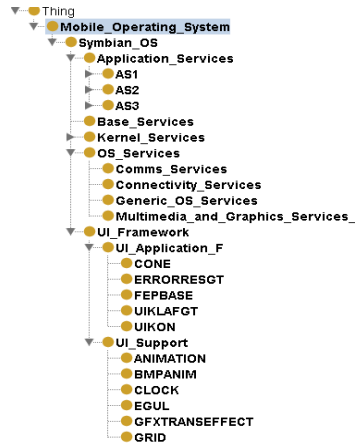 Thing
Mobile_Operating_System
Symbian_OS
Application_Services
AS1
AS2
AS3
Base_Services
Kernel_Services
OS_Services
Comms_Services
Connectivity_Services
Generic_OS_Services
Multimedia_and_Graphics_Services_
UI_Framework
UI_Application_F
CONE
ERRORRESGT
FEPBASE
UIKLAFGT
UIKON
UI_Support
ANIMATION
BMPANIM
CLOCK
EGUL
GFXTRANSEFFECT
GRID